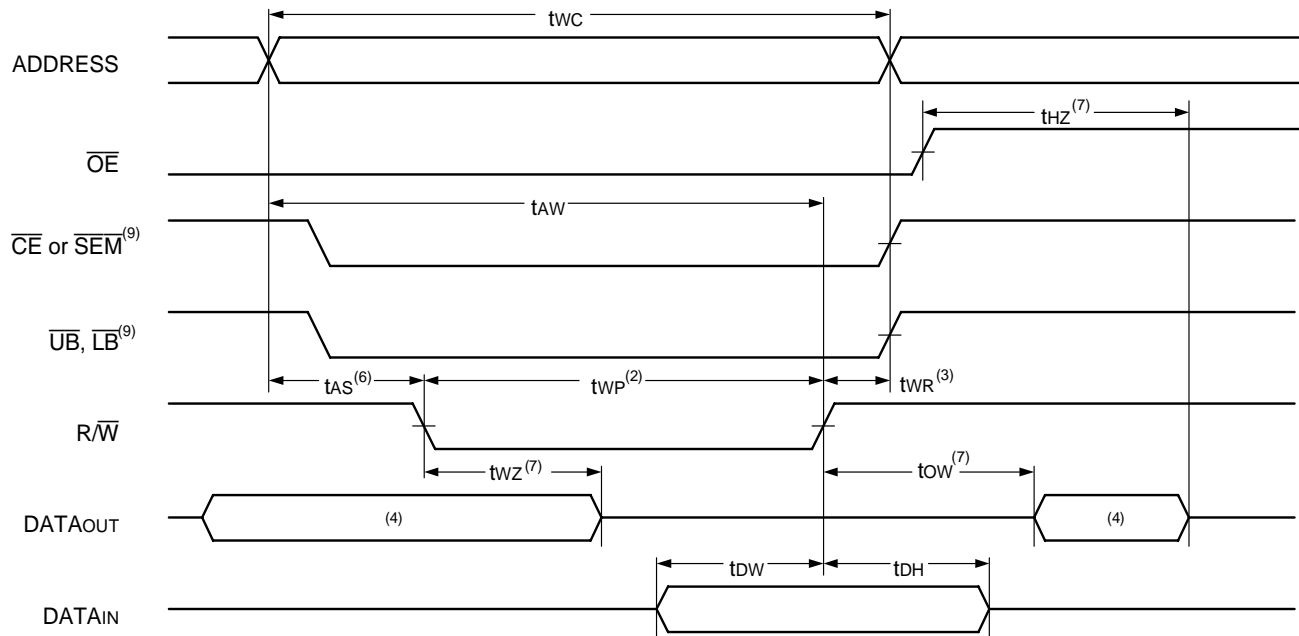 tWC
ADDRESS
tHZ(7)
OE
tAW
CE or SEM(9)
UB, LB(9)
tAS(6)
tWP(2)
tWR(3)
R/W
tWZ(7)
tOW(7)
DATAOUT
(4)
(4)
tDW
tDH
DATAIN